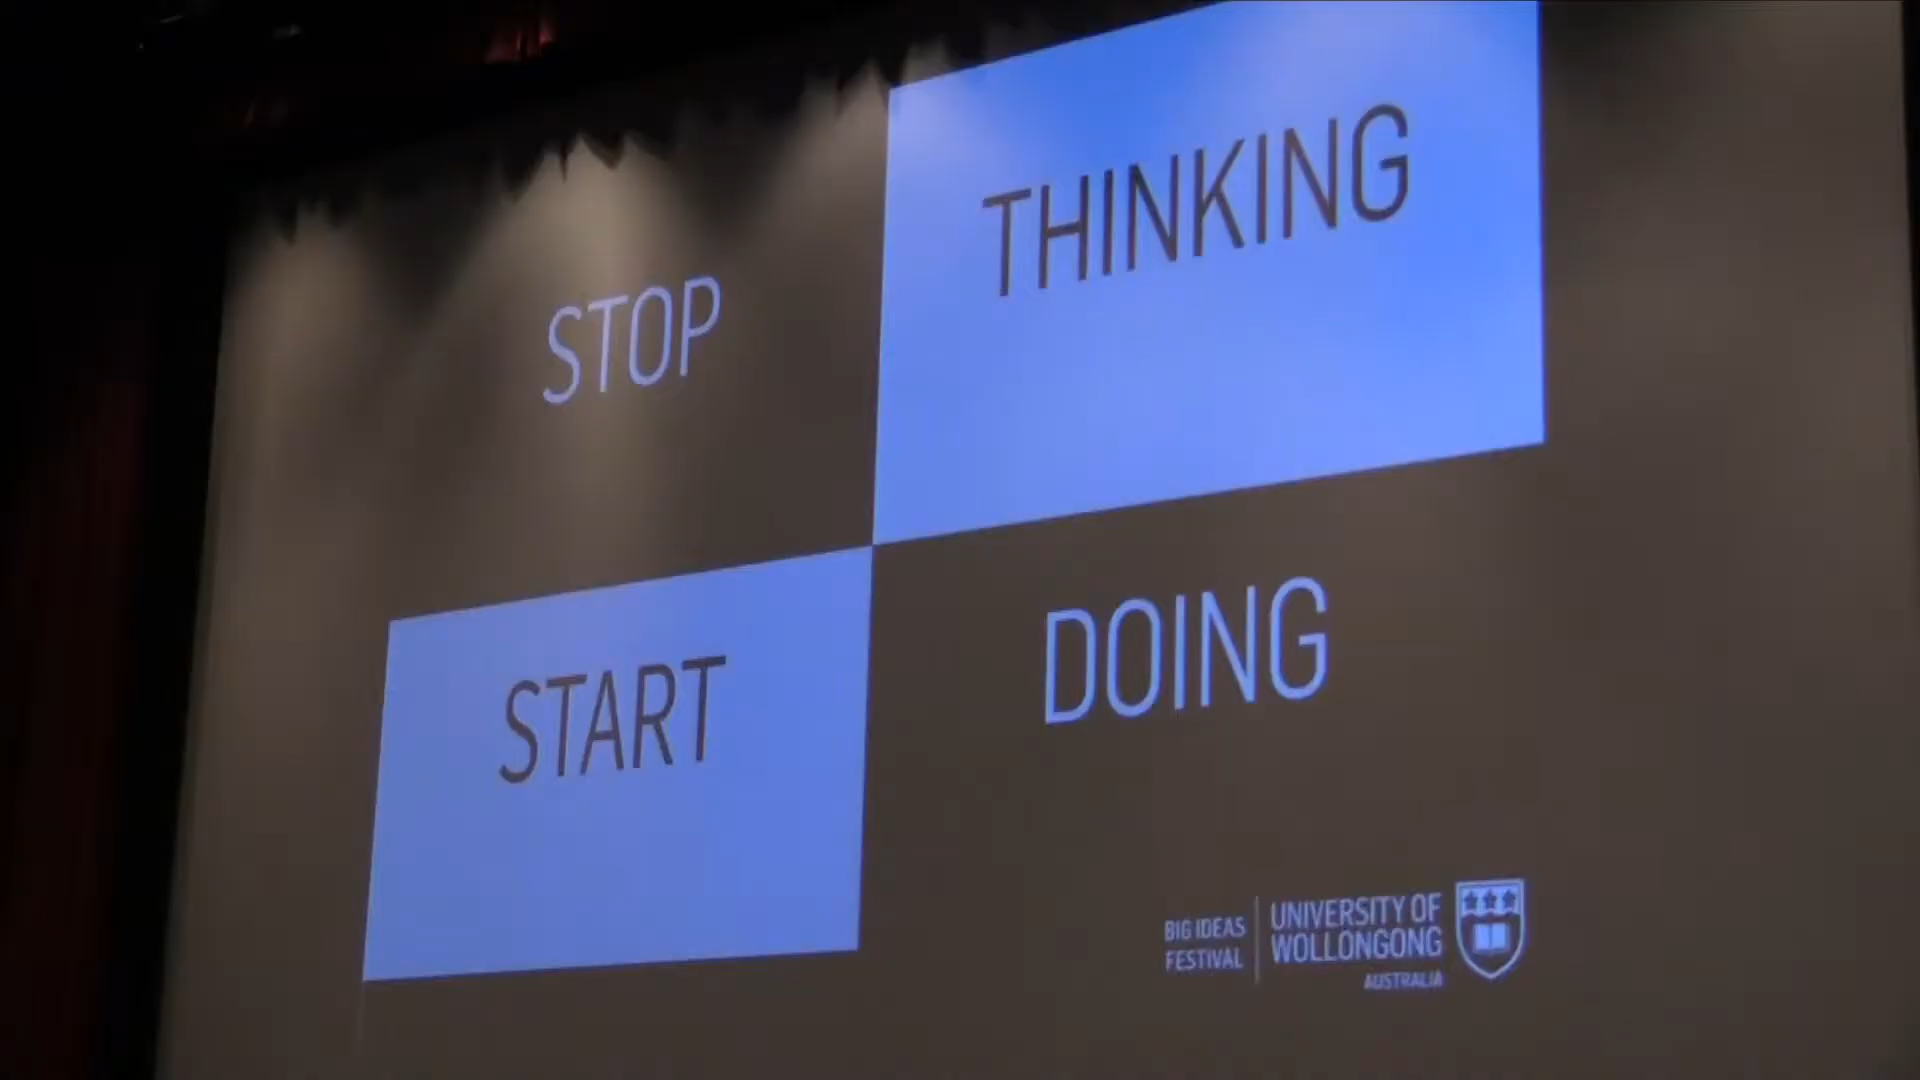 STOP
THINKING
START
DOING
BIG IDEAS
FESTIVAL
UNIVERSITY OF
WOLLONGONG
AUSTRALIA